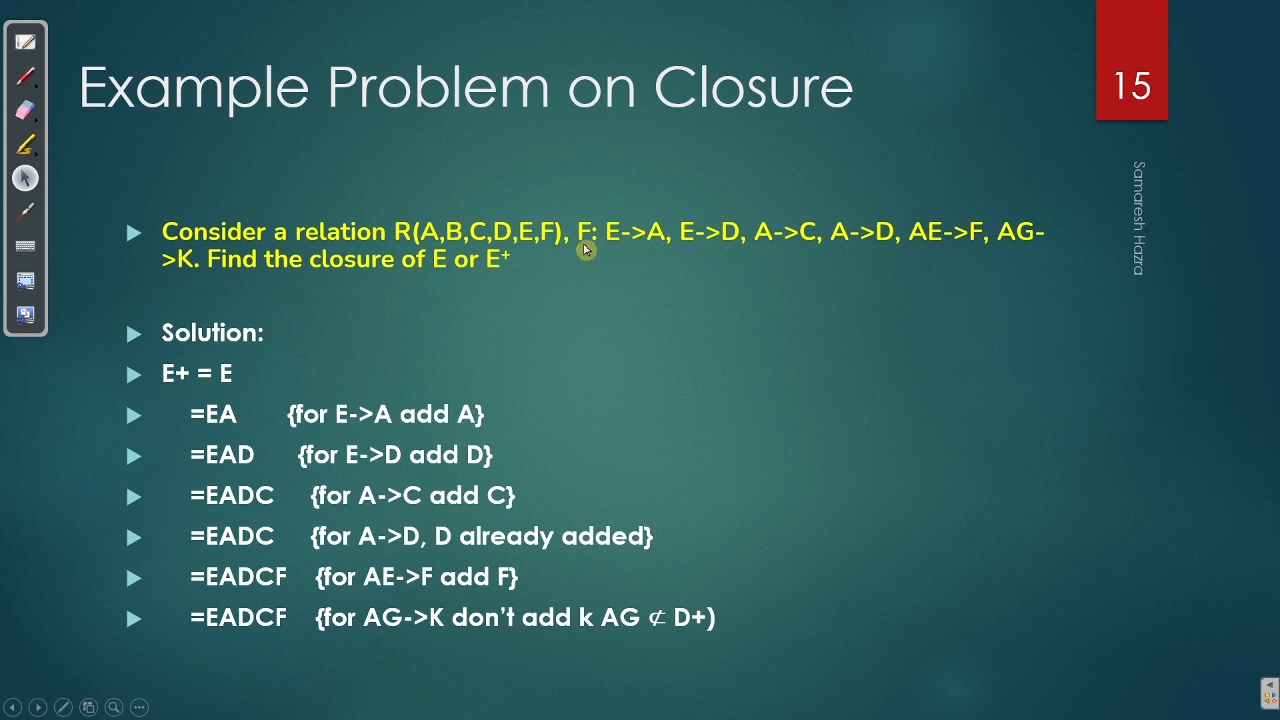 Example Problem on Closure
15
Samaresh Hazra
Consider a relation R(A,B,C,D,E,F), F: E->A, E->D, A->C, A->D, AE->F, AG-
>K. Find the closure of E or E⁺
Solution:
E+ = E
=EA {for E->A add A}
=EAD {for E->D add D}
=EADC {for A->C add C}
=EADC {for A->D, D already added}
=EADCF {for AE->F add F}
=EADCF {for AG->K don't add k AG ⊄ D+)